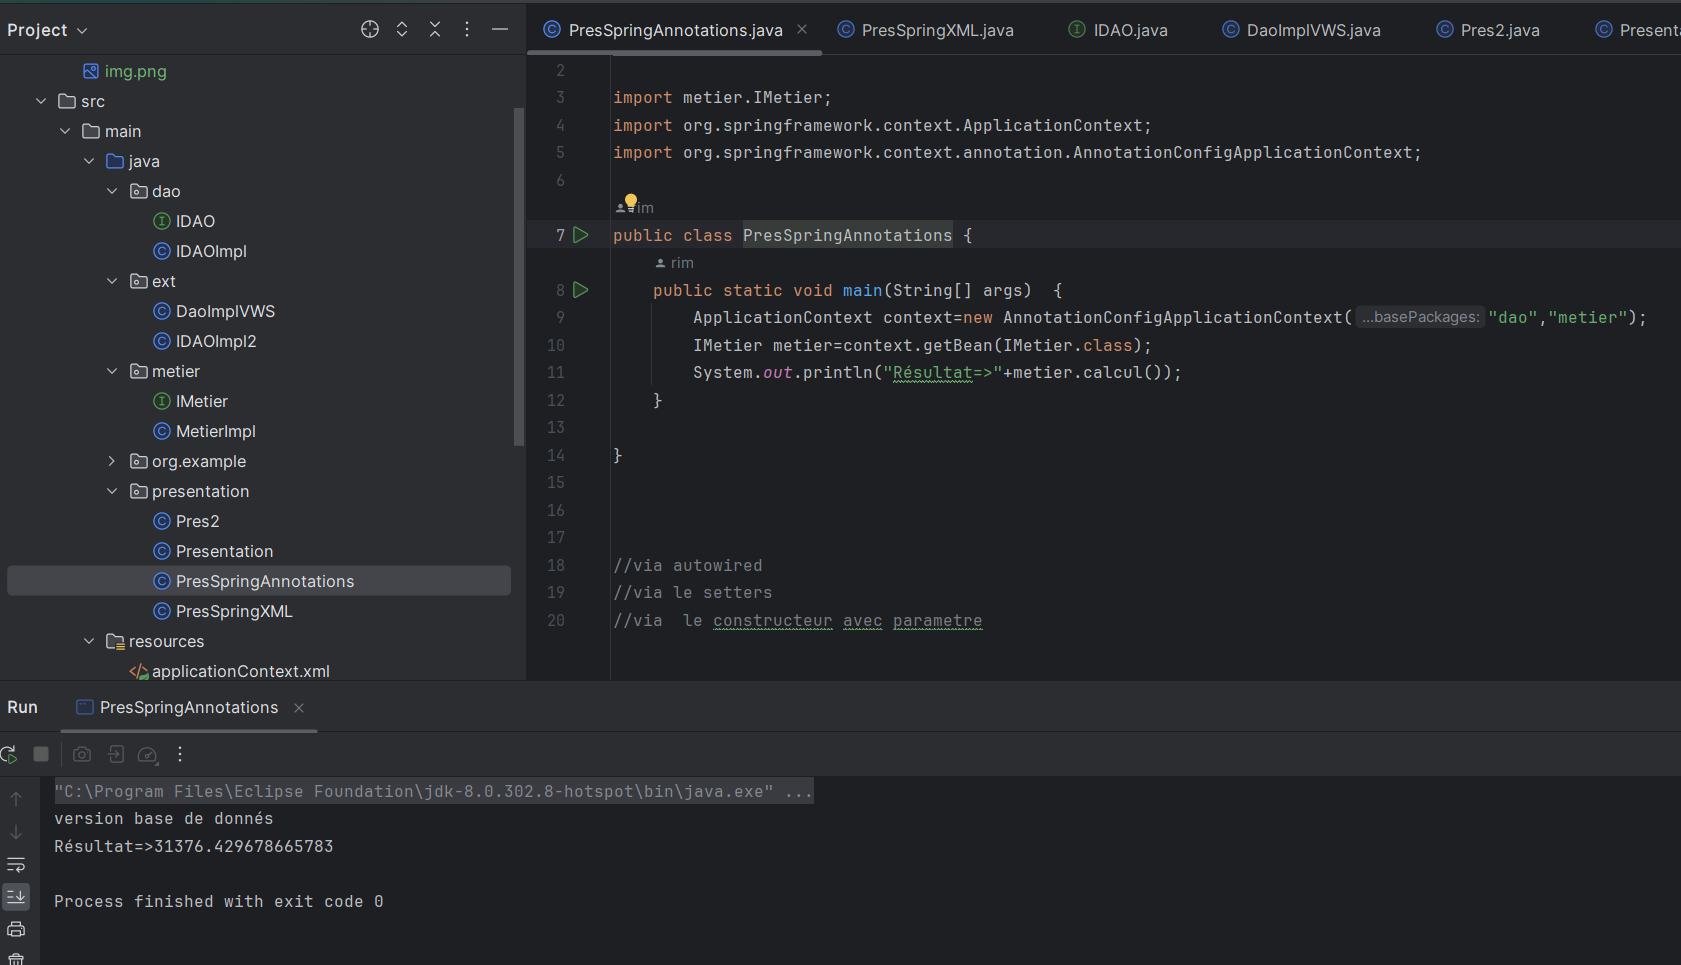 Project
img.png
src
main
java
dao
IDAO
IDAOImpl
ext
DaoImplVWS
IDAOImpl2
metier
IMetier
MetierImpl
org.example
presentation
Pres2
Presentation
PresSpringAnnotations
PresSpringXML
resources
applicationContext.xml
PresSpringAnnotations.java PresSpringXML.java IDAO.java DaoImplVWS.java Pres2.java Presenta
2
3 import metier.IMetier;
4 import org.springframework.context.ApplicationContext;
5 import org.springframework.context.annotation.AnnotationConfigApplicationContext;
6
im
7 public class PresSpringAnnotations {
rim
8 public static void main(String[] args)  {
9 ApplicationContext context=new AnnotationConfigApplicationContext( ...basePackages: "dao","metier");
10 IMetier metier=context.getBean(IMetier.class);
11 System.out.println("Résultat=>"+metier.calcul());
12 }
13
14 }
15
16
17
18 //via autowired
19 //via le setters
20 //via  le constructeur avec parametre
Run PresSpringAnnotations
"C:\Program Files\Eclipse Foundation\jdk-8.0.302.8-hotspot\bin\java.exe" ...
version base de donnés
Résultat=>31376.429678665783
Process finished with exit code 0